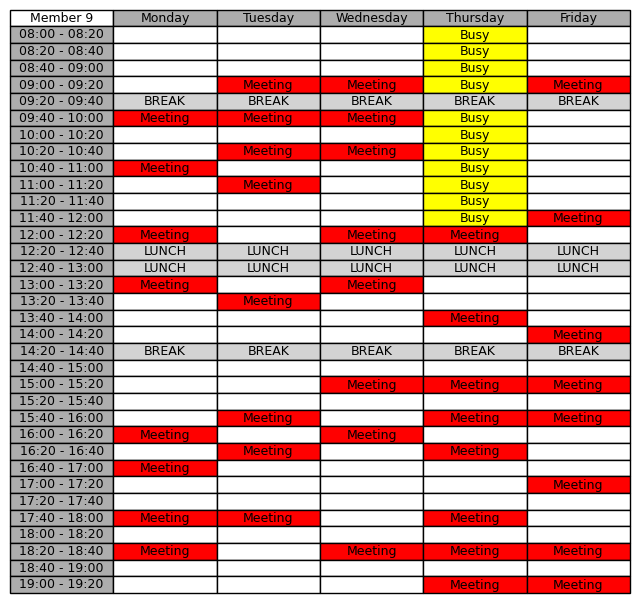 Member 9 Monday Tuesday Wednesday Thursday Friday
08:00 - 08:20 Busy
08:20 - 08:40 Busy
08:40 - 09:00 Busy
09:00 - 09:20 Meeting Meeting Busy Meeting
09:20 - 09:40 BREAK BREAK BREAK BREAK BREAK
09:40 - 10:00 Meeting Meeting Meeting Busy
10:00 - 10:20 Busy
10:20 - 10:40 Meeting Meeting Busy
10:40 - 11:00 Meeting Busy
11:00 - 11:20 Meeting Busy
11:20 - 11:40 Busy
11:40 - 12:00 Busy Meeting
12:00 - 12:20 Meeting Meeting Meeting
12:20 - 12:40 LUNCH LUNCH LUNCH LUNCH LUNCH
12:40 - 13:00 LUNCH LUNCH LUNCH LUNCH LUNCH
13:00 - 13:20 Meeting Meeting
13:20 - 13:40 Meeting
13:40 - 14:00 Meeting
14:00 - 14:20 Meeting
14:20 - 14:40 BREAK BREAK BREAK BREAK BREAK
14:40 - 15:00
15:00 - 15:20 Meeting Meeting Meeting
15:20 - 15:40
15:40 - 16:00 Meeting Meeting Meeting
16:00 - 16:20 Meeting Meeting
16:20 - 16:40 Meeting Meeting
16:40 - 17:00 Meeting
17:00 - 17:20 Meeting
17:20 - 17:40
17:40 - 18:00 Meeting Meeting Meeting
18:00 - 18:20
18:20 - 18:40 Meeting Meeting Meeting Meeting
18:40 - 19:00
19:00 - 19:20 Meeting Meeting